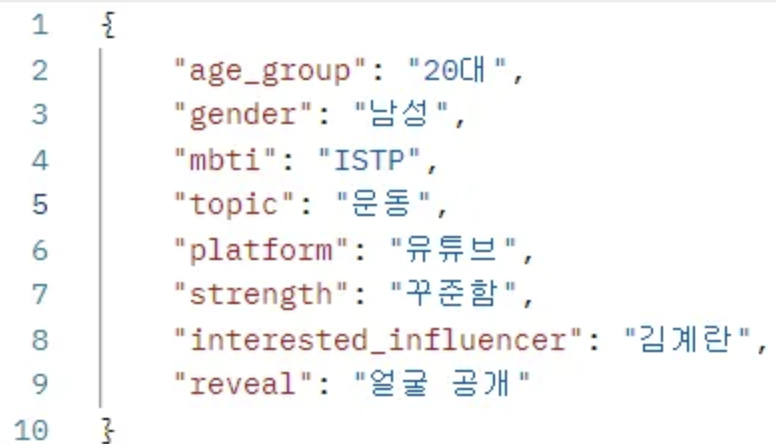 1 {
2 "age_group": "20대",
3 "gender": "남성",
4 "mbti": "ISTP",
5 "topic": "운동",
6 "platform": "유튜브",
7 "strength": "꾸준함",
8 "interested_influencer": "김계란",
9 "reveal": "얼굴 공개"
10 }